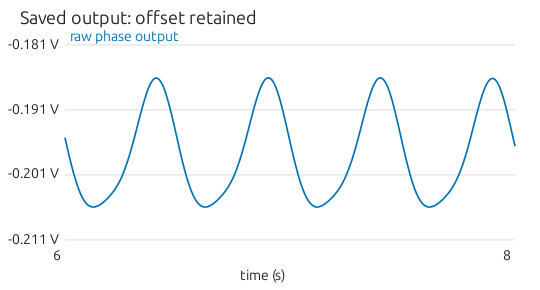 Saved output: offset retained
raw phase output
-0.181 V
-0.191 V
-0.201 V
-0.211 V
6 8
time (s)